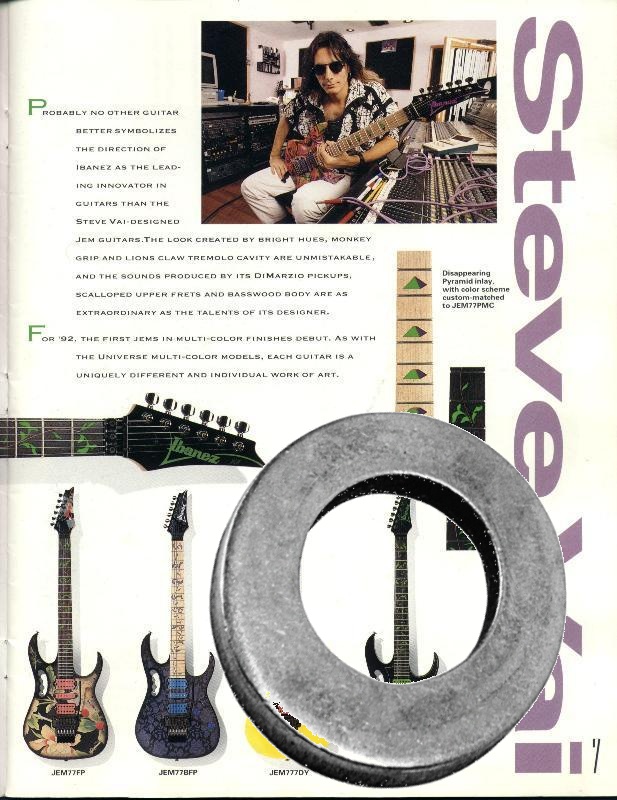 Steve Vai
PROBABLY NO OTHER GUITAR
BETTER SYMBOLIZES
THE DIRECTION OF
IBANEZ AS THE LEAD-
ING INNOVATOR IN
GUITARS THAN THE
STEVE VAI-DESIGNED
JEM GUITARS.THE LOOK CREATED BY BRIGHT HUES, MONKEY
GRIP AND LIONS CLAW TREMOLO CAVITY ARE UNMISTAKABLE,
AND THE SOUNDS PRODUCED BY ITS DIMARZIO PICKUPS,
SCALLOPED UPPER FRETS AND BASSWOOD BODY ARE AS
EXTRAORDINARY AS THE TALENTS OF ITS DESIGNER.
FOR '92, THE FIRST JEMS IN MULTI-COLOR FINISHES DEBUT. AS WITH
THE UNIVERSE MULTI-COLOR MODELS, EACH GUITAR IS A
UNIQUELY DIFFERENT AND INDIVIDUAL WORK OF ART.
Disappearing
Pyramid inlay,
with color scheme
custom-matched
to JEM77PMC
Ibanez
JEM77FP
JEM77BFP
JEM777DY